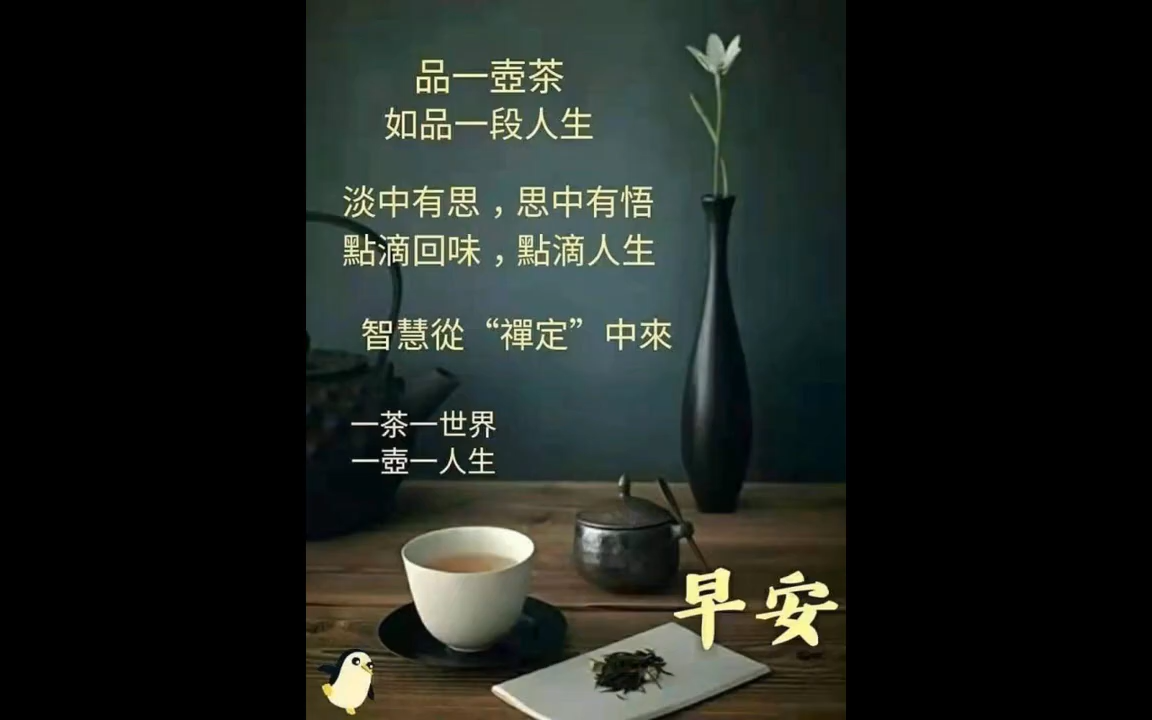 品一壺茶
如品一段人生
淡中有思，思中有悟
點滴回味，點滴人生
智慧從“禪定”中來
一茶一世界
一壺一人生
早安